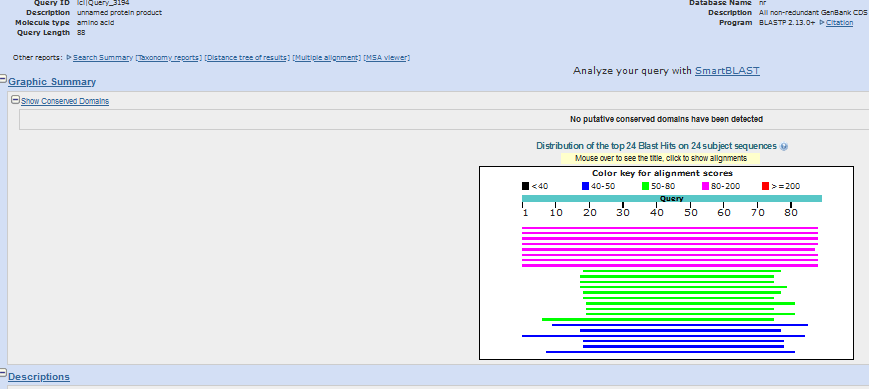 Query ID lcl|Query_3194
Description unnamed protein product
Molecule type amino acid
Query Length 88
Database Name nr
Description All non-redundant GenBank CDS
Program BLASTP 2.13.0+ Citation
Other reports: Search Summary [Taxonomy reports] [Distance tree of results] [Multiple alignment] [MSA viewer]
Analyze your query with SmartBLAST
Graphic Summary
Show Conserved Domains
No putative conserved domains have been detected
Distribution of the top 24 Blast Hits on 24 subject sequences
Mouse over to see the title, click to show alignments
Color key for alignment scores
<40 40-50 50-80 80-200 >=200
Query
1 10 20 30 40 50 60 70 80
Descriptions